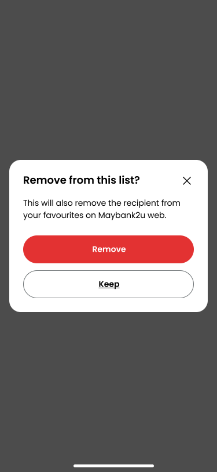 Remove from this list?
This will also remove the recipient from
your favourites on Maybank2u web.
Remove
Keep